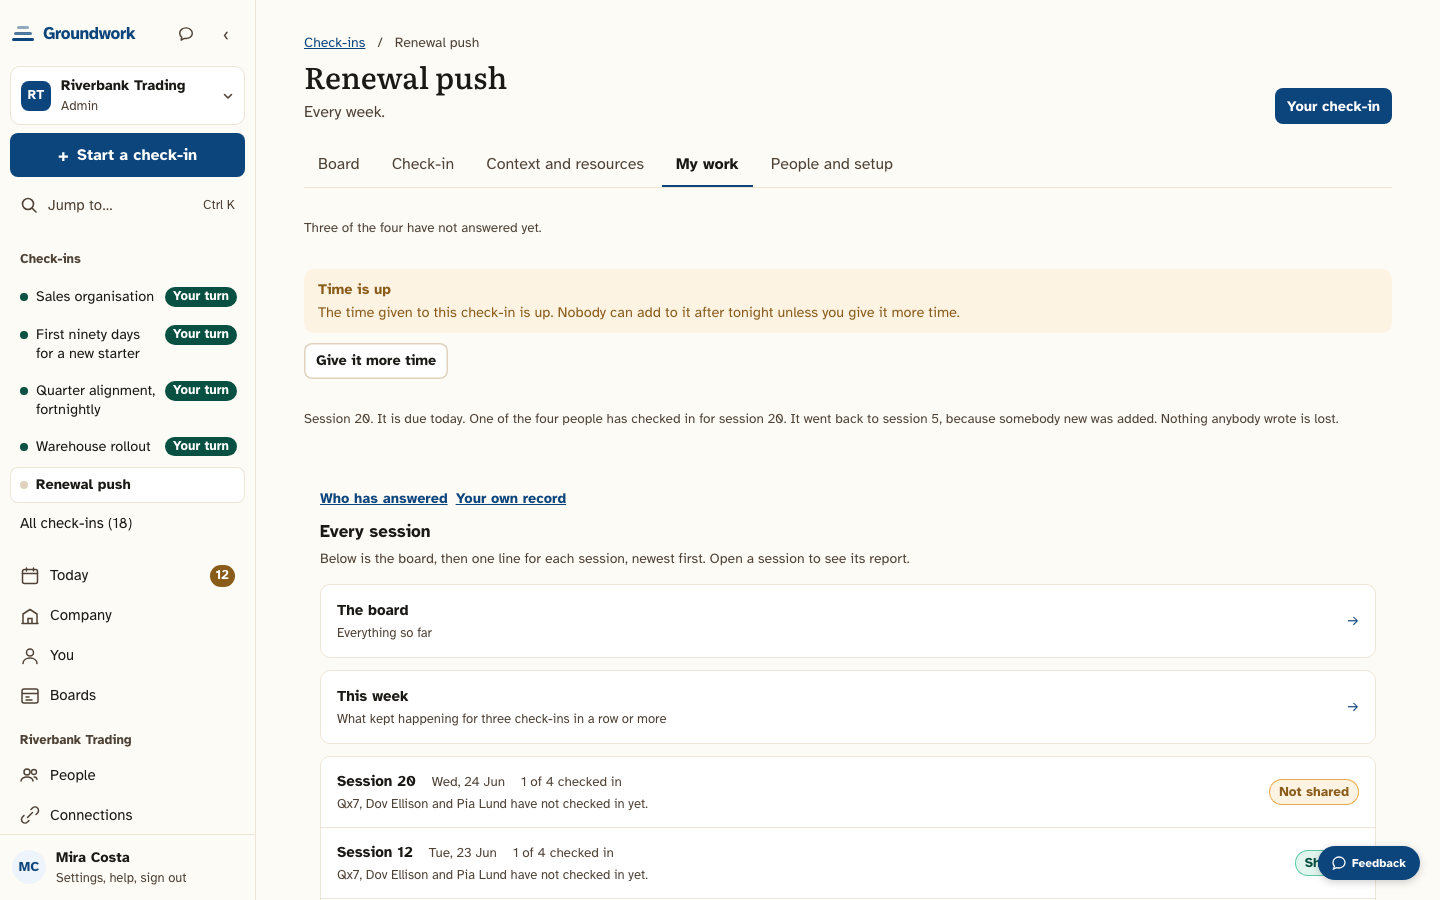 Groundwork
RT
Riverbank Trading
Admin
+ Start a check-in
Jump to... Ctrl K
Check-ins
Sales organisation Your turn
First ninety days
for a new starter
Your turn
Quarter alignment,
fortnightly
Your turn
Warehouse rollout Your turn
Renewal push
All check-ins (18)
Today 12
Company
You
Boards
Riverbank Trading
People
Connections
MC
Mira Costa
Settings, help, sign out
Check-ins / Renewal push
Renewal push
Every week.
Your check-in
Board Check-in Context and resources My work People and setup
Three of the four have not answered yet.
Time is up
The time given to this check-in is up. Nobody can add to it after tonight unless you give it more time.
Give it more time
Session 20. It is due today. One of the four people has checked in for session 20. It went back to session 5, because somebody new was added. Nothing anybody wrote is lost.
Who has answered Your own record
Every session
Below is the board, then one line for each session, newest first. Open a session to see its report.
The board
Everything so far
This week
What kept happening for three check-ins in a row or more
Session 20 Wed, 24 Jun 1 of 4 checked in
Qx7, Dov Ellison and Pia Lund have not checked in yet.
Not shared
Session 12 Tue, 23 Jun 1 of 4 checked in
Qx7, Dov Ellison and Pia Lund have not checked in yet.
Feedback